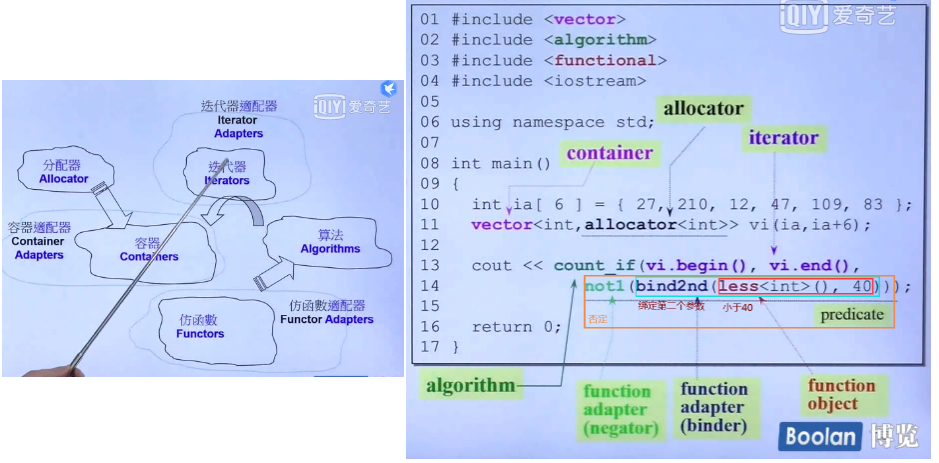 iQIYI 爱奇艺
迭代器適配器
Iterator
Adapters
分配器
Allocator
迭代器
Iterators
容器適配器
Container
Adapters
容器
Containers
算法
Algorithms
仿函數
Functors
仿函數適配器
Functor Adapters
iQIYI 爱奇艺
01 #include <vector>
02 #include <algorithm>
03 #include <functional>
04 #include <iostream>
05
06 using namespace std;
07
08 int main()
09 {
10 int ia[ 6 ] = { 27, 210, 12, 47, 109, 83 };
11 vector<int,allocator<int>> vi(ia,ia+6);
12
13 cout << count_if(vi.begin(), vi.end(),
14 not1(bind2nd(less<int>(), 40)));
15
16 return 0;
17 }
allocator
iterator
container
否定
绑定第二个参数
小于40
predicate
algorithm
function
adapter
(negator)
function
adapter
(binder)
function
object
Boolan 博览